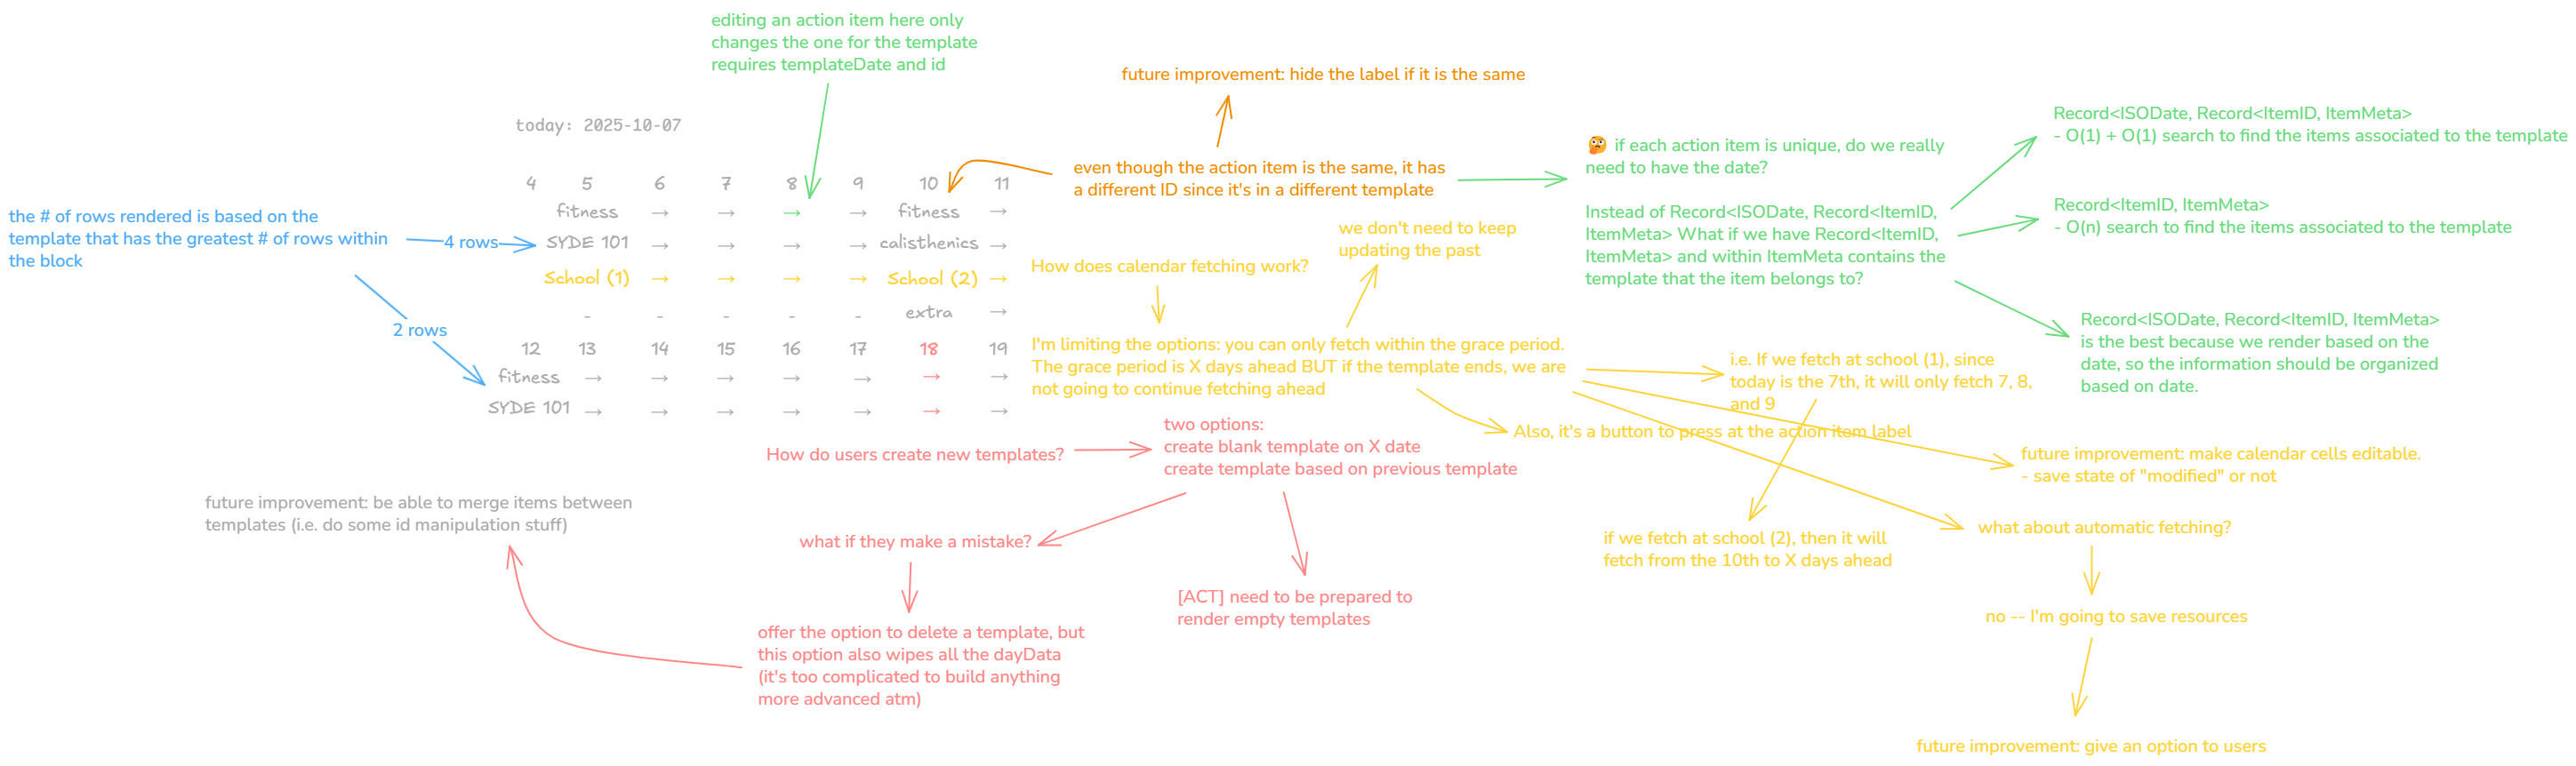 editing an action item here only
changes the one for the template
requires templateDate and id
future improvement: hide the label if it is the same
today: 2025-10-07
even though the action item is the same, it has
a different ID since it's in a different template
🤔 if each action item is unique, do we really
need to have the date?
Instead of Record<ISODate, Record<ItemID,
ItemMeta> What if we have Record<ItemID,
ItemMeta> and within ItemMeta contains the
template that the item belongs to?
Record<ISODate, Record<ItemID, ItemMeta>
- O(1) + O(1) search to find the items associated to the template
Record<ItemID, ItemMeta>
- O(n) search to find the items associated to the template
Record<ISODate, Record<ItemID, ItemMeta>
is the best because we render based on the
date, so the information should be organized
based on date.
the # of rows rendered is based on the
template that has the greatest # of rows within
the block
4 rows
2 rows
4 5 6 7 8 9 10 11
fitness → → → → fitness →
SYDE 101 → → → → calisthenics →
School (1) → → → → School (2) →
- - - - - extra →
12 13 14 15 16 17 18 19
fitness → → → → → → →
SYDE 101 → → → → → → →
How does calendar fetching work?
we don't need to keep
updating the past
I'm limiting the options: you can only fetch within the grace period.
The grace period is X days ahead BUT if the template ends, we are
not going to continue fetching ahead
i.e. If we fetch at school (1), since
today is the 7th, it will only fetch 7, 8,
and 9
Also, it's a button to press at the action item label
future improvement: make calendar cells editable.
- save state of "modified" or not
if we fetch at school (2), then it will
fetch from the 10th to X days ahead
what about automatic fetching?
no -- I'm going to save resources
future improvement: give an option to users
How do users create new templates?
two options:
create blank template on X date
create template based on previous template
what if they make a mistake?
[ACT] need to be prepared to
render empty templates
offer the option to delete a template, but
this option also wipes all the dayData
(it's too complicated to build anything
more advanced atm)
future improvement: be able to merge items between
templates (i.e. do some id manipulation stuff)